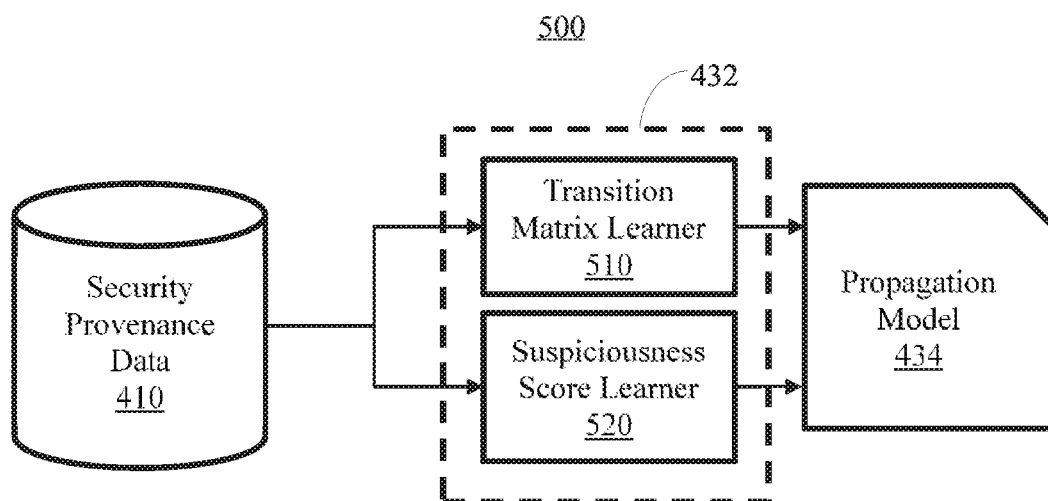 500
432
Security
Provenance
Data
410
Transition
Matrix Learner
510
Suspiciousness
Score Learner
520
Propagation
Model
434